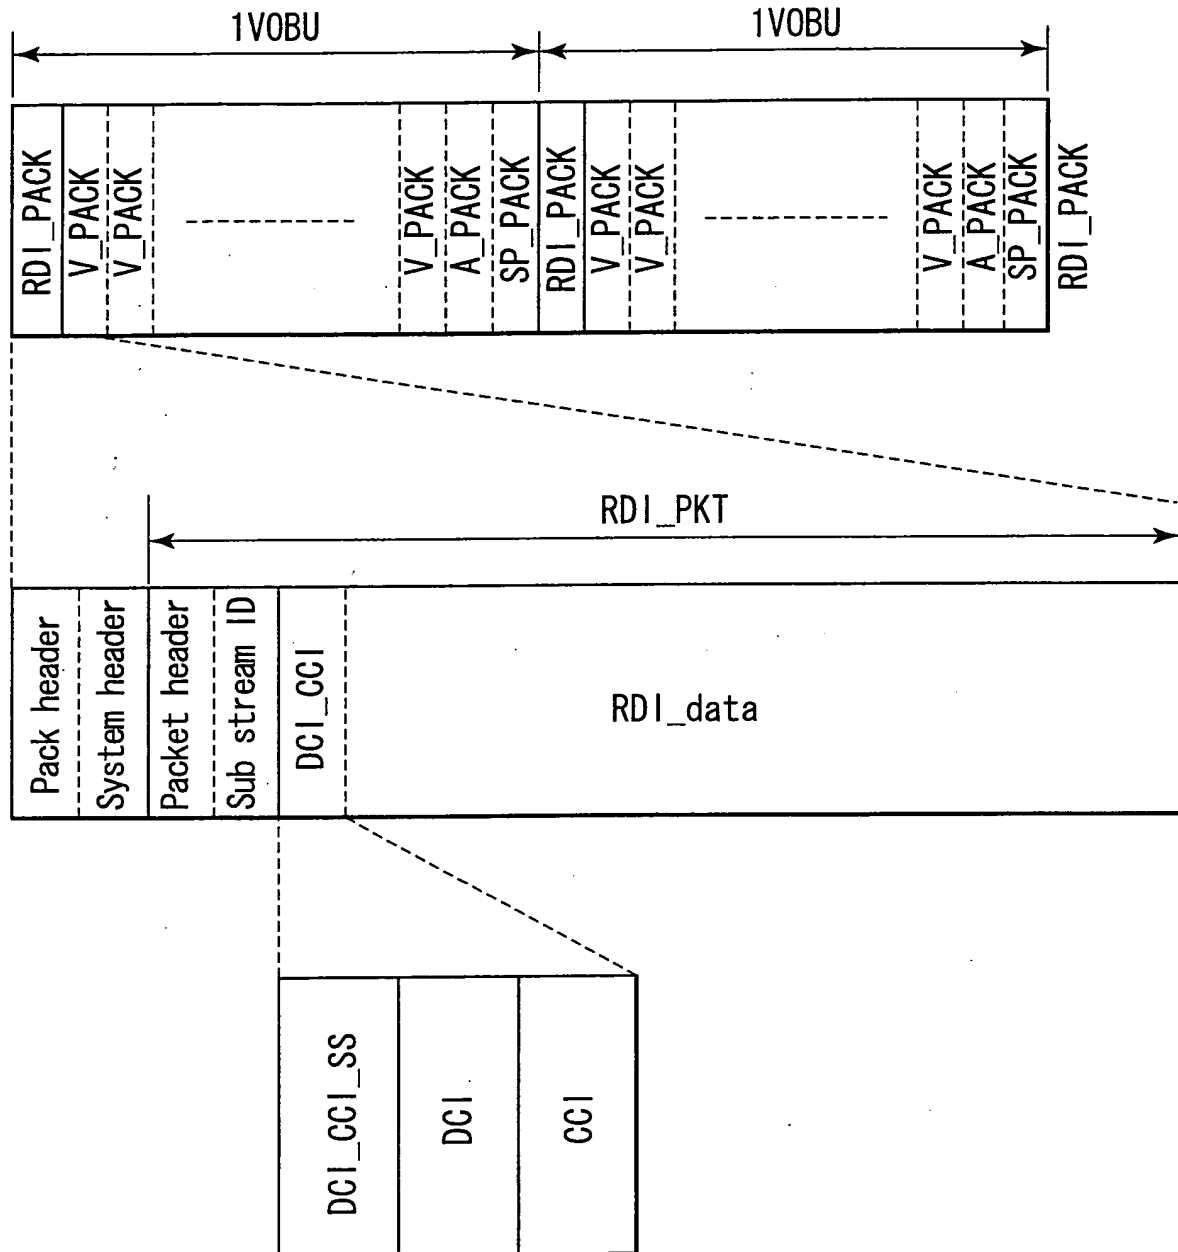 1VOBU
1VOBU
RDI_PACK
V_PACK
V_PACK
V_PACK
A_PACK
SP_PACK
RDI_PACK
V_PACK
V_PACK
V_PACK
A_PACK
SP_PACK
RDI_PACK
RDI_PKT
Pack header
System header
Packet header
Sub stream ID
DCI_CCI
RDI_data
DCI_CCI_SS
DCI
CCI